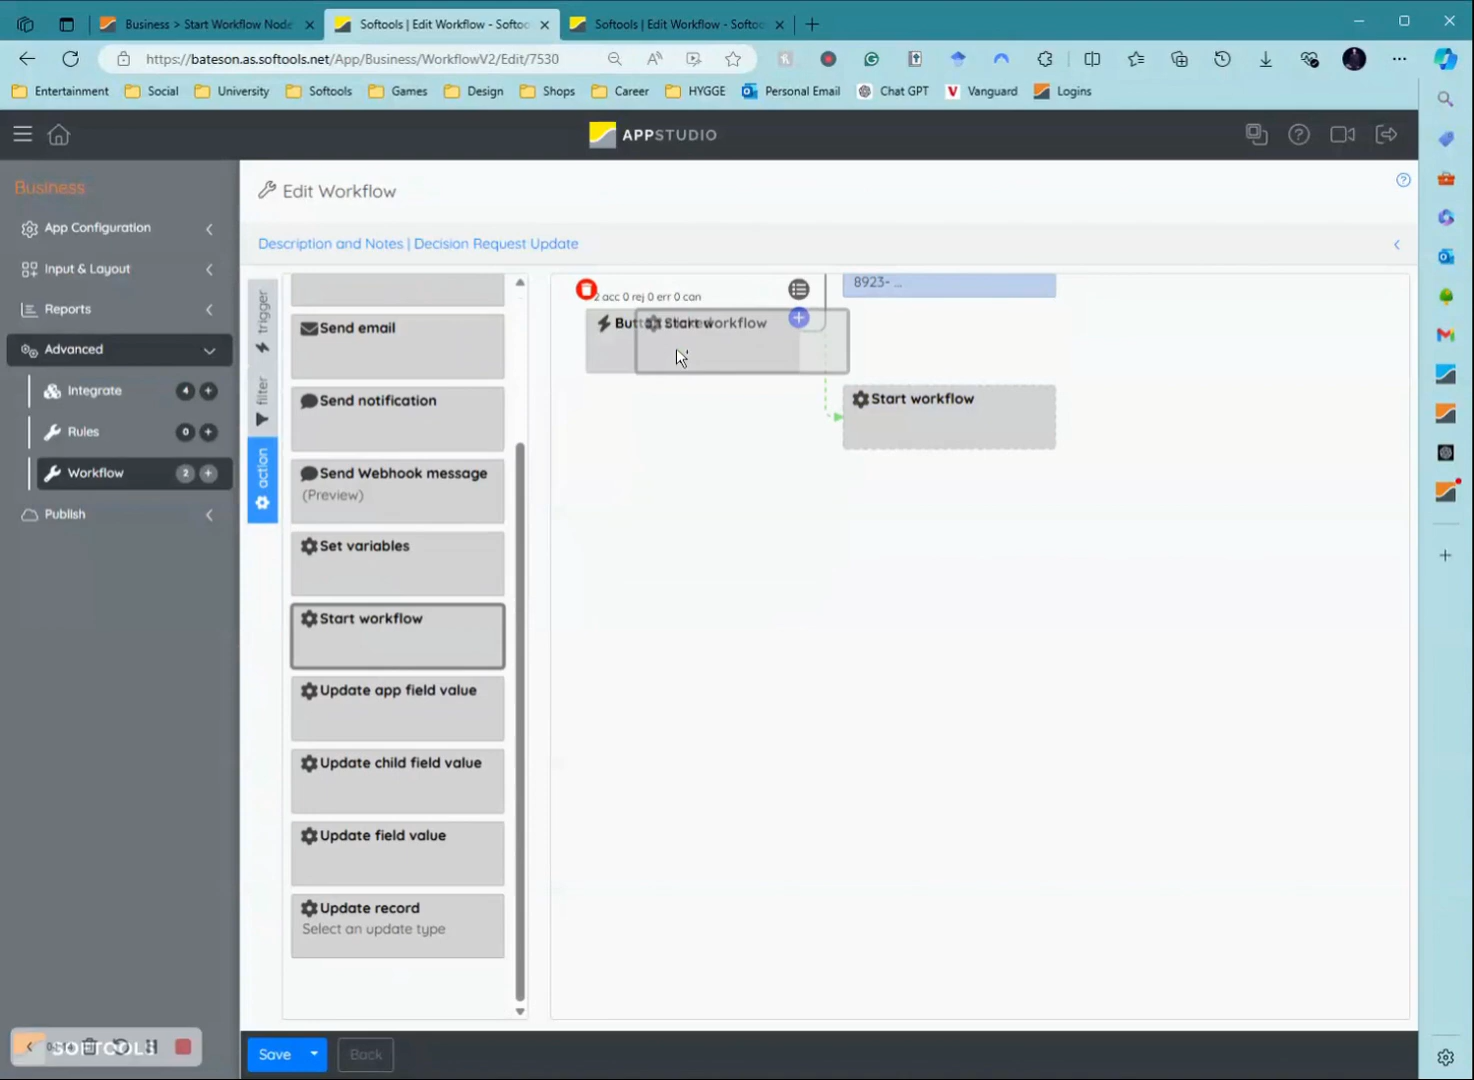 Business > Start Workflow Node
Softools | Edit Workflow - Softoo
Softools | Edit Workflow - Softoo
https://bateson.as.softools.net/App/Business/WorkflowV2/Edit/7530
Entertainment
Social
University
Softools
Games
Design
Shops
Career
HYGGE
Personal Email
Chat GPT
Vanguard
Logins
APPSTUDIO
Business
App Configuration
Input & Layout
Reports
Advanced
Integrate 4
Rules 0
Workflow 2
Publish
Edit Workflow
Description and Notes | Decision Request Update
trigger
filter
action
Send email
Send notification
Send Webhook message
(Preview)
Set variables
Start workflow
Update app field value
Update child field value
Update field value
Update record
Select an update type
2 acc 0 rej 0 err 0 can
Start workflow
8923- ...
Start workflow
SOFTOOLS
Save
Back